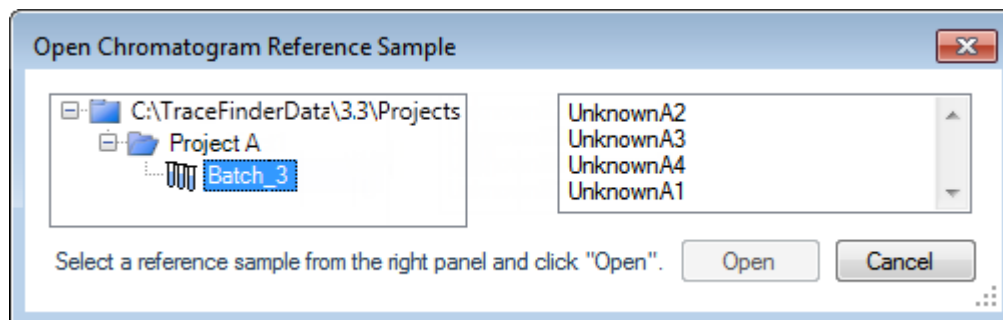 Open Chromatogram Reference Sample
C:\TraceFinderData\3.3\Projects
Project A
Batch_3
UnknownA2
UnknownA3
UnknownA4
UnknownA1
Select a reference sample from the right panel and click "Open".
Open
Cancel